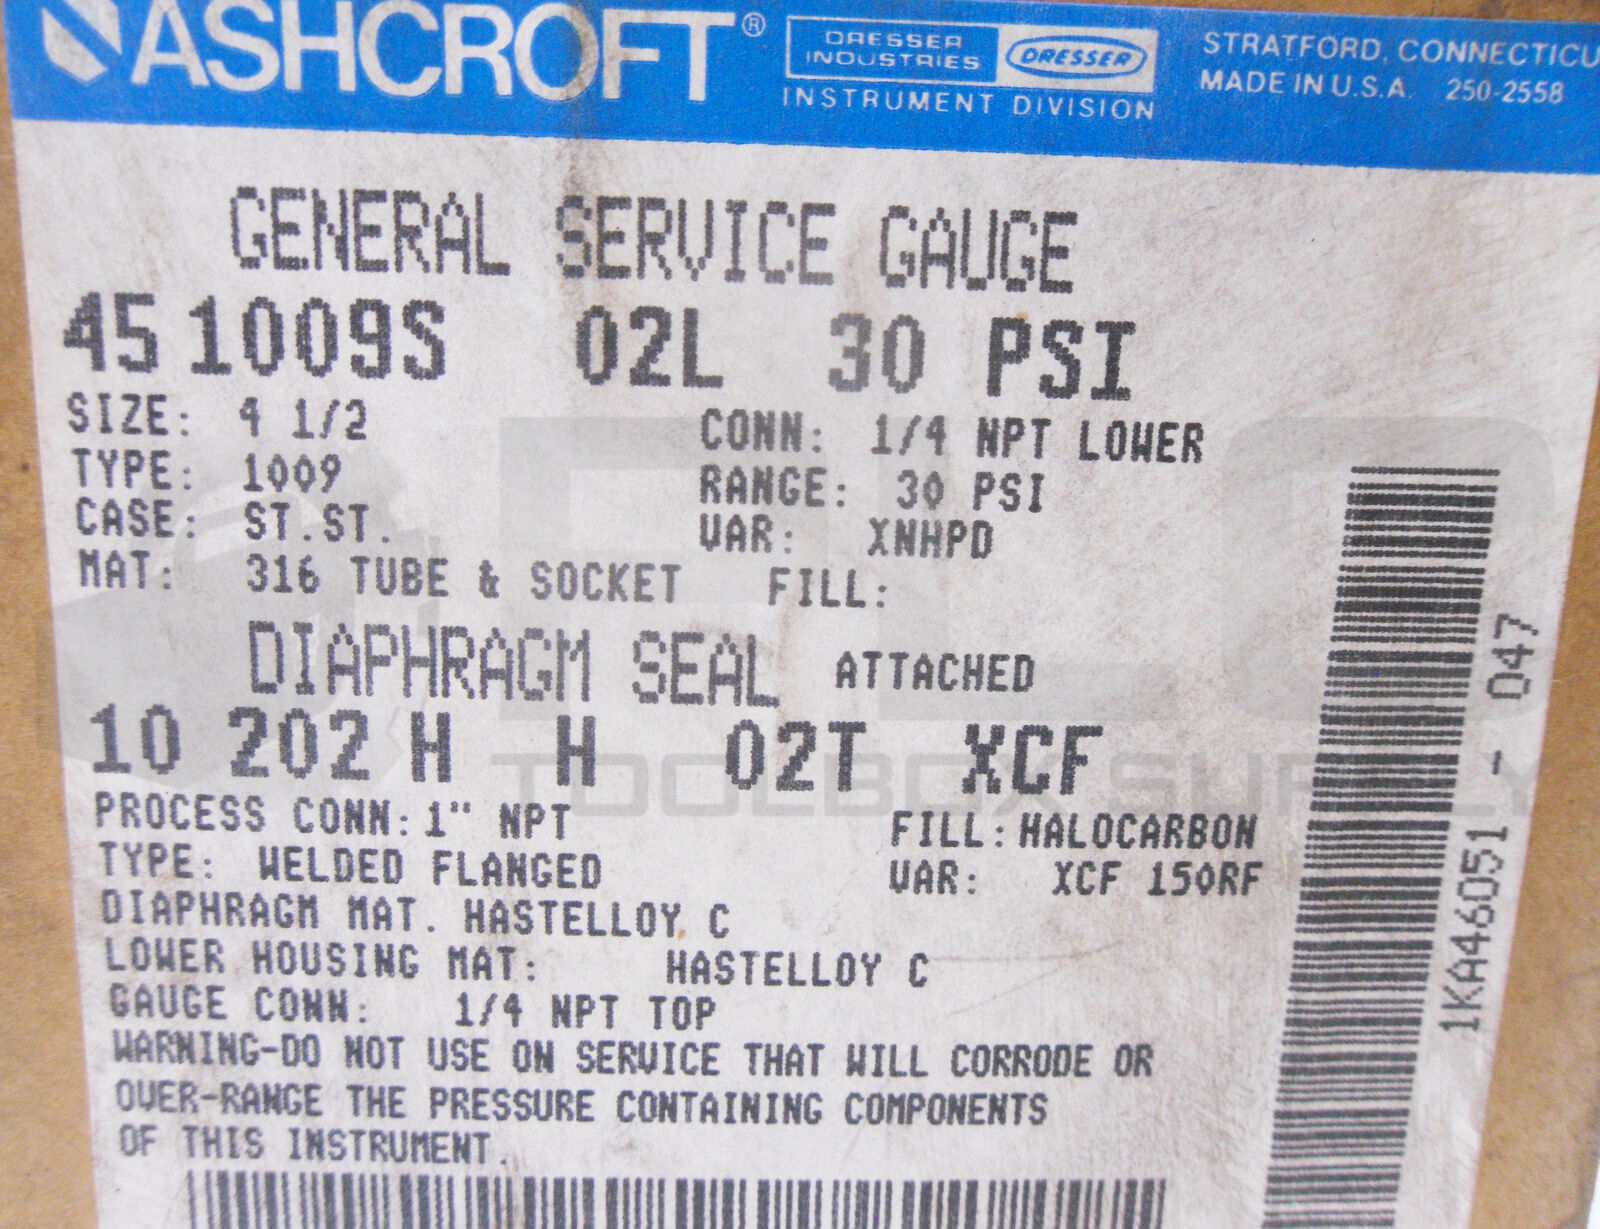 ASHCROFT®
DRESSER INDUSTRIES DRESSER
INSTRUMENT DIVISION
STRATFORD, CONNECTICU
MADE IN U.S.A. 250-2558
GENERAL SERVICE GAUGE
45 1009S 02L 30 PSI
SIZE: 4 1/2
CONN: 1/4 NPT LOWER
TYPE: 1009
RANGE: 30 PSI
CASE: ST.ST.
VAR: XNHPD
MAT: 316 TUBE & SOCKET FILL:
DIAPHRAGM SEAL ATTACHED
10 202 H H 02T XCF
PROCESS CONN: 1" NPT
FILL: HALOCARBON
TYPE: WELDED FLANGED
VAR: XCF 150RF
DIAPHRAGM MAT. HASTELLOY C
LOWER HOUSING MAT: HASTELLOY C
GAUGE CONN: 1/4 NPT TOP
WARNING-DO NOT USE ON SERVICE THAT WILL CORRODE OR
OVER-RANGE THE PRESSURE CONTAINING COMPONENTS
OF THIS INSTRUMENT.
1KA46051 - 047
TOOLBOX SUPPLY